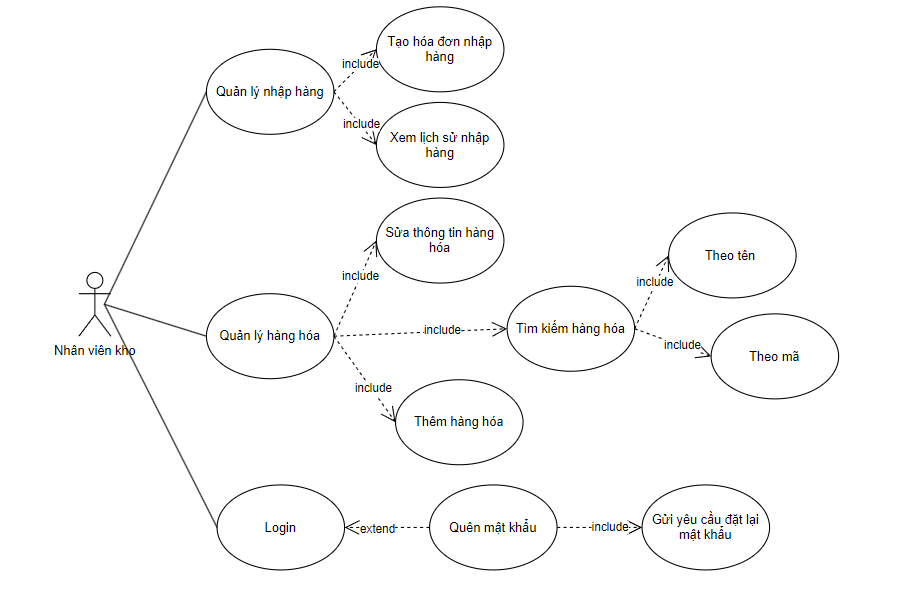 Tạo hóa đơn nhập
hàng
include
Quản lý nhập hàng
include
Xem lịch sử nhập
hàng
Sửa thông tin hàng
hóa
Theo tên
include
include
Quản lý hàng hóa
include
Tìm kiếm hàng hóa
include
Theo mã
Nhân viên kho
include
Thêm hàng hóa
Login
extend
Quên mật khẩu
include
Gửi yêu cầu đặt lại
mật khẩu